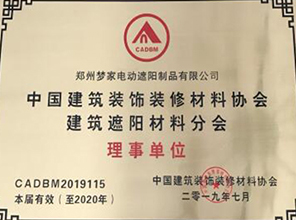 CADBM
郑州梦家电动遮阳制品有限公司
中国建筑装饰装修材料协会
建筑遮阳材料分会
理事单位
CADBM2019115
本届有效（至2020年）
中国建筑装饰装修材料协会
二零一九年七月